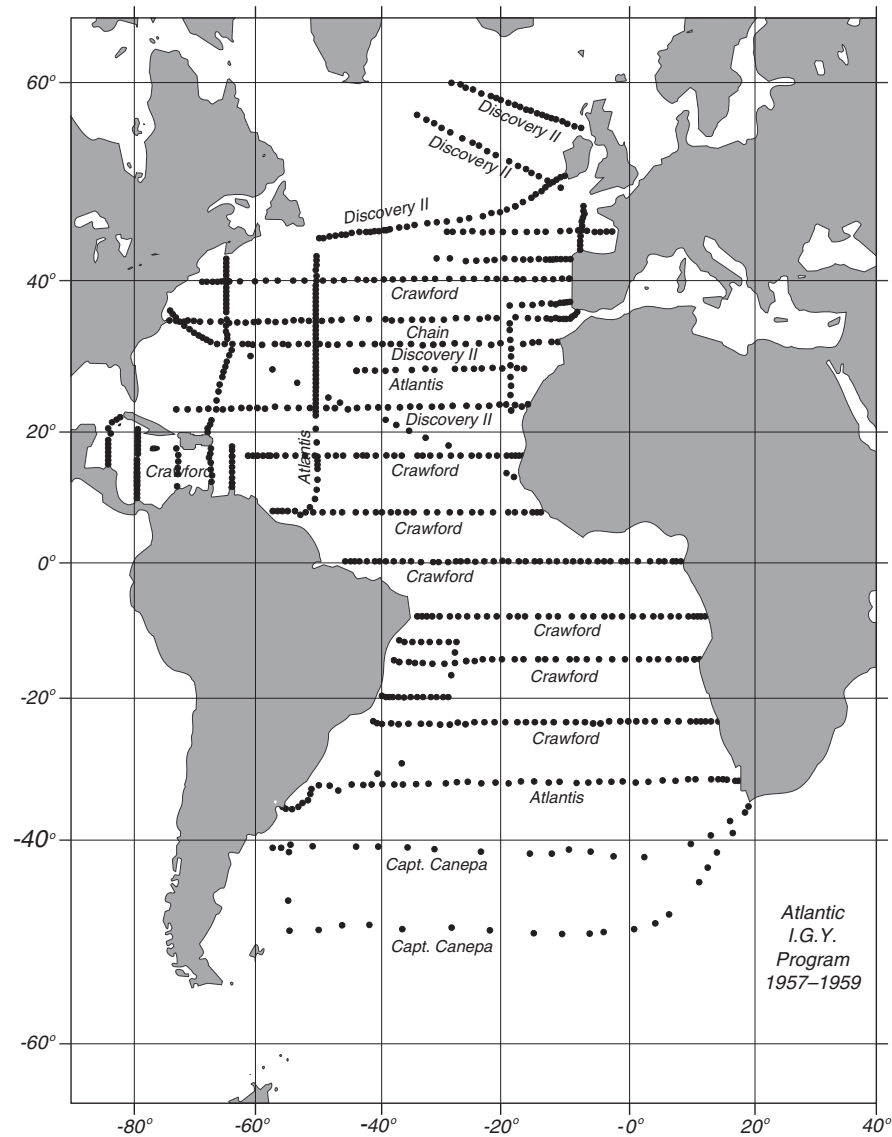 60°
Discovery II
Discovery II
Discovery II
40°
Crawford
Chain
Discovery II
Atlantis
Discovery II
20°
Atlantis
Crawford
Crawford
Crawford
0°
Crawford
Crawford
Crawford
-20°
Crawford
Atlantis
-40°
Capt. Canepa
Capt. Canepa
Atlantic
I.G.Y.
Program
1957–1959
-60°
-80°
-60°
-40°
-20°
-0°
20°
40°